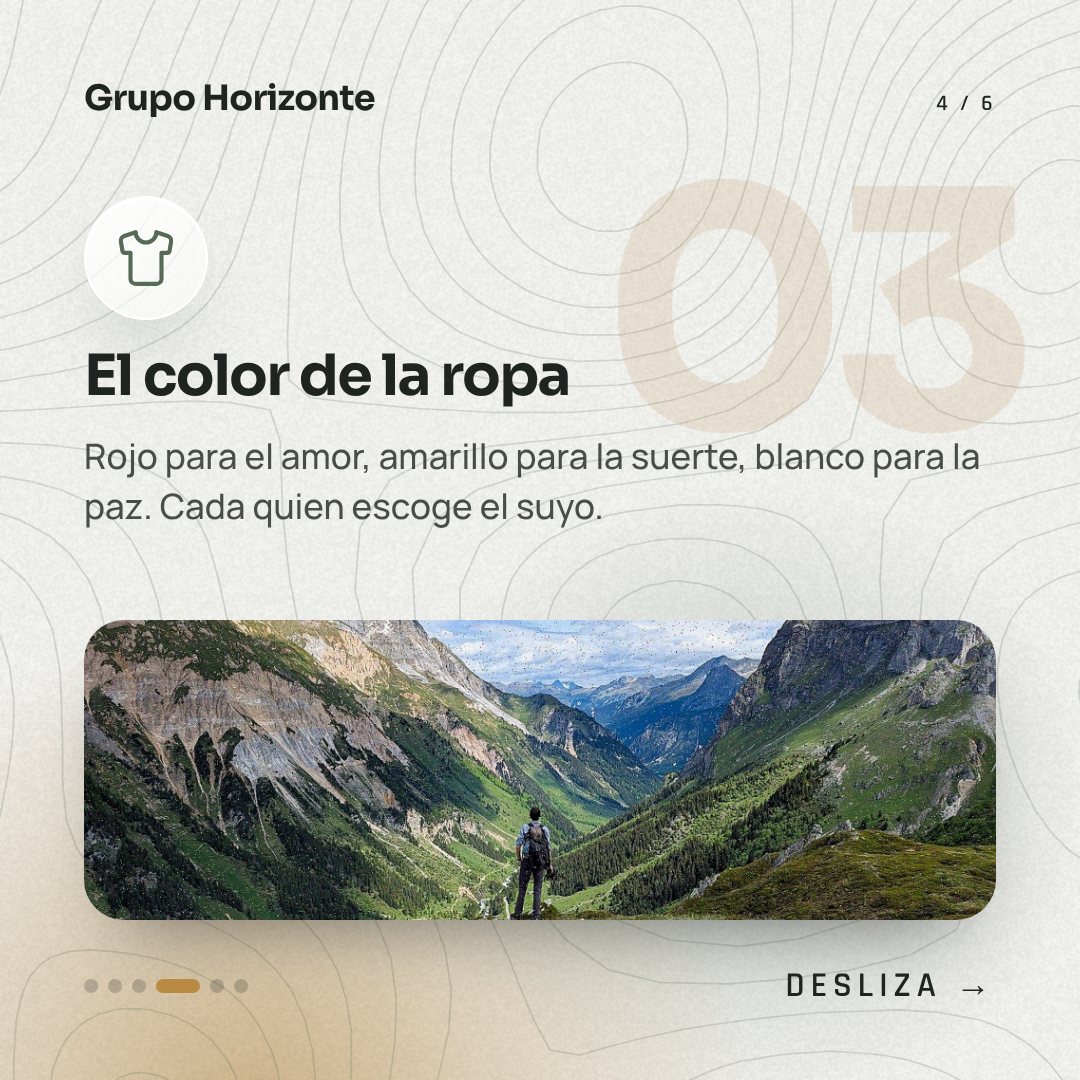 Grupo Horizonte
4 / 6
03
El color de la ropa
Rojo para el amor, amarillo para la suerte, blanco para la
paz. Cada quien escoge el suyo.
DESLIZA →